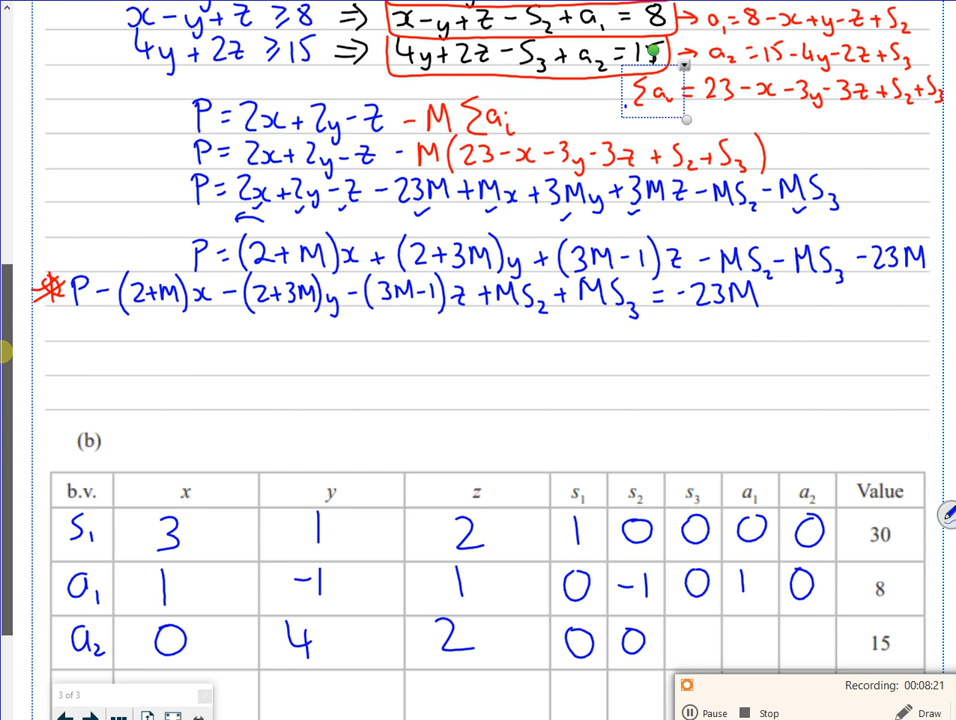 x - y + z ≥ 8 ⇒ x - y + z - S₂ + a₁ = 8 → a₁ = 8 - x + y - z + S₂
4y + 2z ≥ 15 ⇒ 4y + 2z - S₃ + a₂ = 15 → a₂ = 15 - 4y - 2z + S₃
Σa = 23 - x - 3y - 3z + S₂ + S₃
P = 2x + 2y - z - M Σaᵢ
P = 2x + 2y - z - M(23 - x - 3y - 3z + S₂ + S₃)
P = 2x + 2y - z - 23M + Mx + 3My + 3Mz - MS₂ - MS₃
P = (2+M)x + (2+3M)y + (3M-1)z - MS₂ - MS₃ - 23M
P - (2+M)x - (2+3M)y - (3M-1)z + MS₂ + MS₃ = -23M
(b)
b.v. x y z s₁ s₂ s₃ a₁ a₂ Value
S₁ 3 1 2 1 0 0 0 0 30
a₁ 1 -1 1 0 -1 0 1 0 8
a₂ 0 4 2 0 0 15
3 of 3
Recording: 00:08:21
Pause Stop Draw